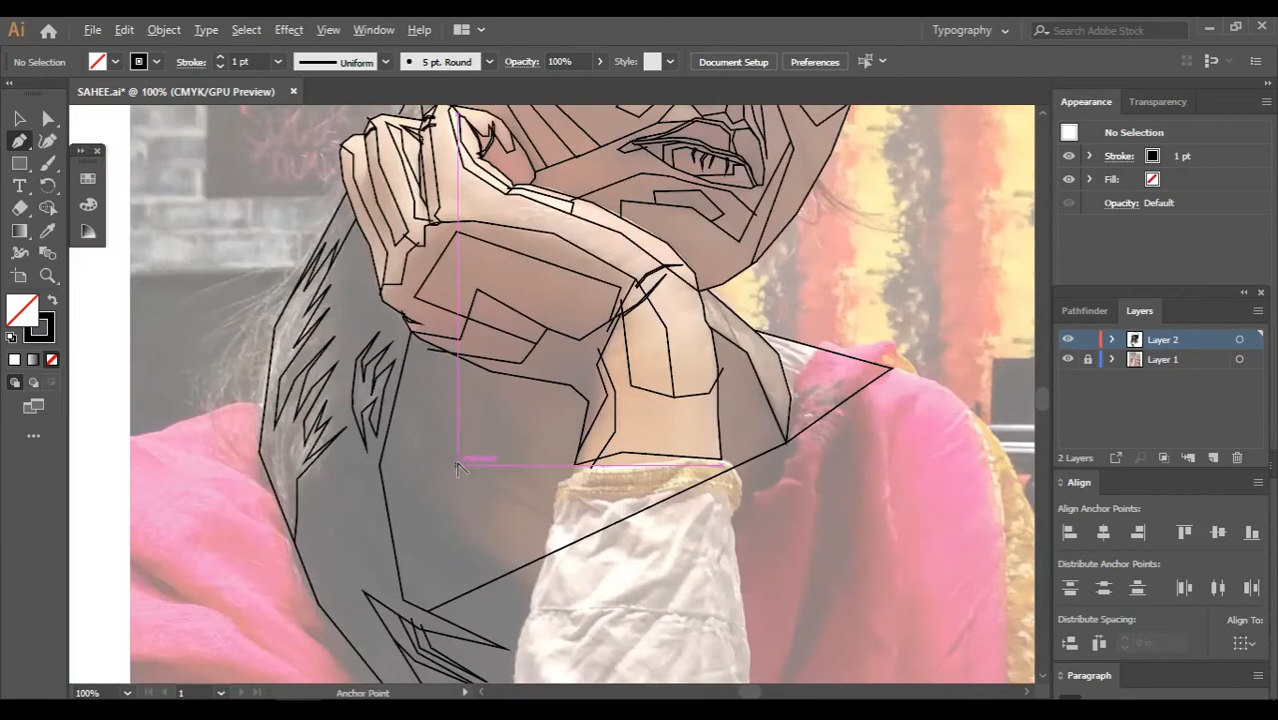 Ai File Edit Object Type Select Effect View Window Help Typography Search Adobe Stock
No Selection Stroke: 1 pt Uniform 5 pt. Round Opacity: 100% Style: Document Setup Preferences
SAHEE.ai* @ 100% (CMYK/GPU Preview)
Appearance Transparency
No Selection
Stroke: 1 pt
Fill:
Opacity: Default
Pathfinder Layers
Layer 2
Layer 1
2 Layers
Align
Align Anchor Points:
Distribute Anchor Points:
Distribute Spacing: Align To:
0 in
Paragraph
100% 1 Anchor Point